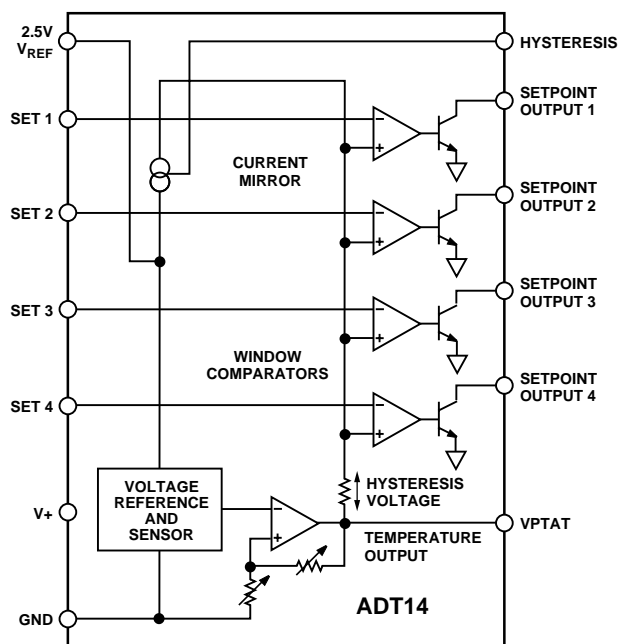 2.5V
VREF
HYSTERESIS
SETPOINT
OUTPUT 1
SET 1
CURRENT
MIRROR
SETPOINT
OUTPUT 2
SET 2
SETPOINT
OUTPUT 3
SET 3
WINDOW
COMPARATORS
SETPOINT
OUTPUT 4
SET 4
VOLTAGE
REFERENCE
AND
SENSOR
HYSTERESIS
VOLTAGE
V+
TEMPERATURE
OUTPUT
VPTAT
GND
ADT14
− +
− +
− +
− +
− +